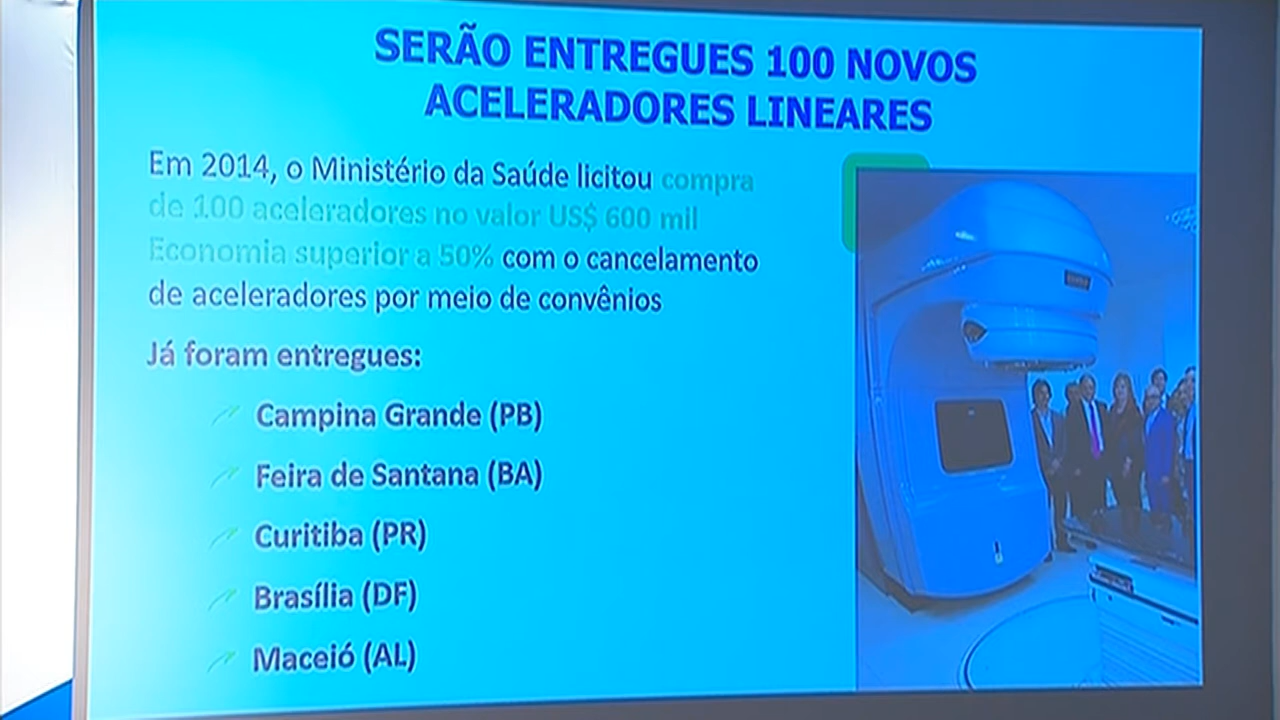 SERÃO ENTREGUES 100 NOVOS
ACELERADORES LINEARES
Em 2014, o Ministério da Saúde licitou compra
de 100 aceleradores no valor US$ 600 mil
Economia superior a 50% com o cancelamento
de aceleradores por meio de convênios
Já foram entregues:
Campina Grande (PB)
Feira de Santana (BA)
Curitiba (PR)
Brasília (DF)
Maceió (AL)